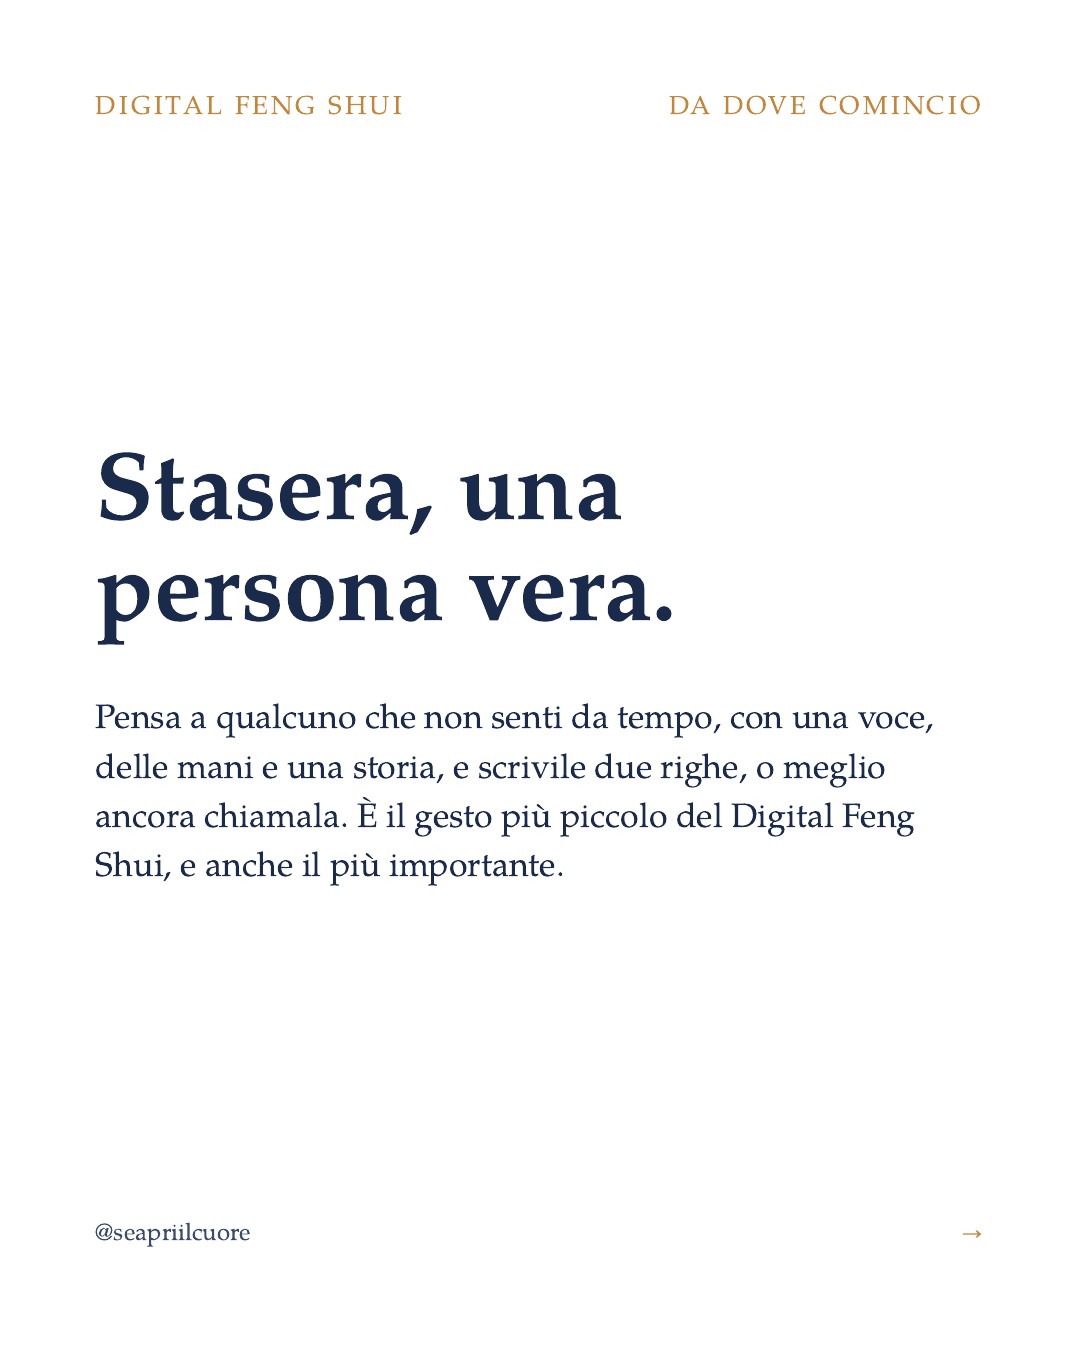 DIGITAL FENG SHUI
DA DOVE COMINCIO
Stasera, una
persona vera.
Pensa a qualcuno che non senti da tempo, con una voce,
delle mani e una storia, e scrivile due righe, o meglio
ancora chiamala. È il gesto più piccolo del Digital Feng
Shui, e anche il più importante.
@seapriilcuore
→